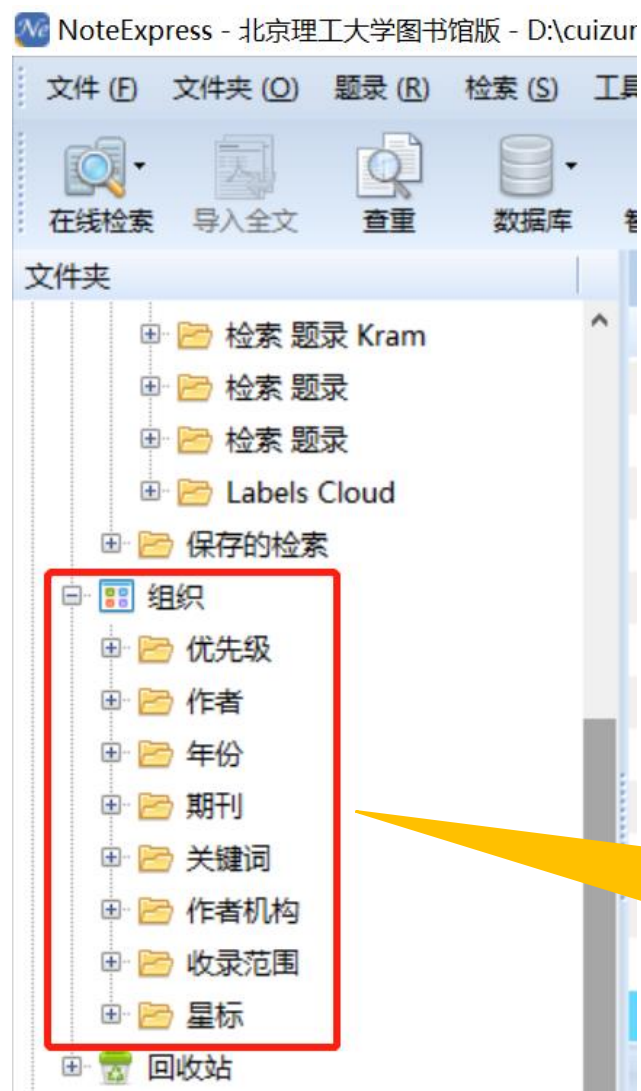 NoteExpress - 北京理工大学图书馆版 - D:\cuizur
文件 (F) 文件夹 (O) 题录 (R) 检索 (S)
在线检索 导入全文 查重 数据库
文件夹
检索 题录 Kram
检索 题录
检索 题录
Labels Cloud
保存的检索
组织
优先级
作者
年份
期刊
关键词
作者机构
收录范围
星标
回收站